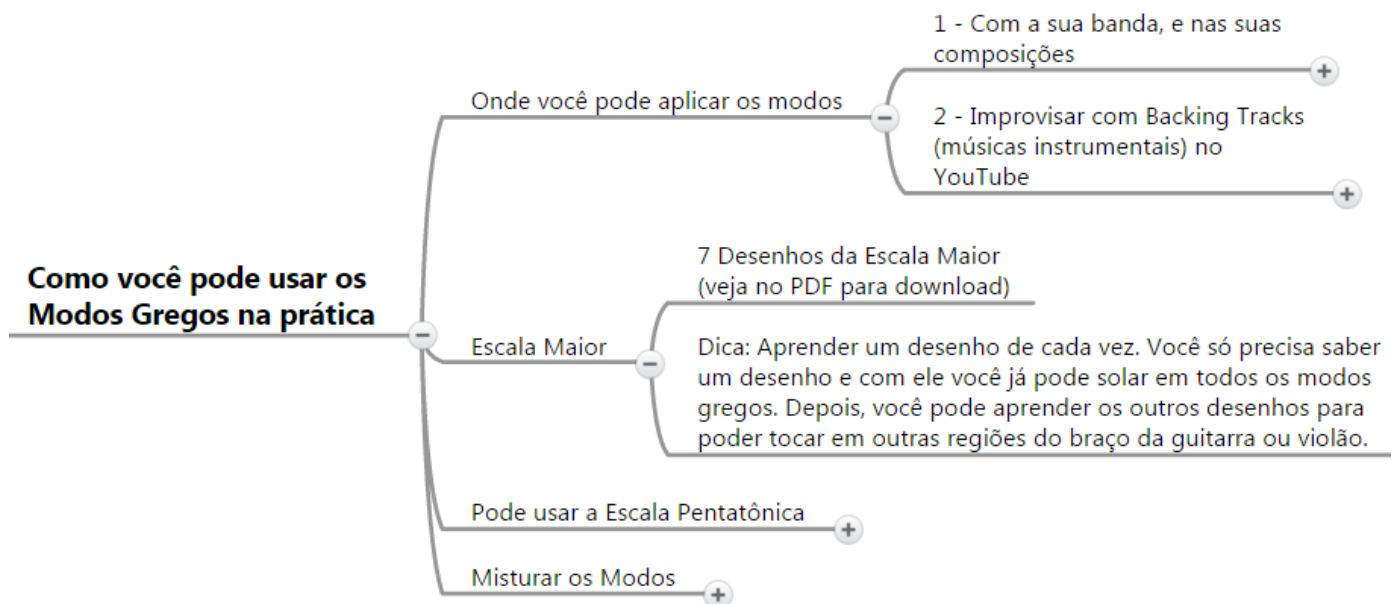 Como você pode usar os
Modos Gregos na prática
Onde você pode aplicar os modos
1 - Com a sua banda, e nas suas
composições
2 - Improvisar com Backing Tracks
(músicas instrumentais) no
YouTube
Escala Maior
7 Desenhos da Escala Maior
(veja no PDF para download)
Dica: Aprender um desenho de cada vez. Você só precisa saber
um desenho e com ele você já pode solar em todos os modos
gregos. Depois, você pode aprender os outros desenhos para
poder tocar em outras regiões do braço da guitarra ou violão.
Pode usar a Escala Pentatônica
Misturar os Modos